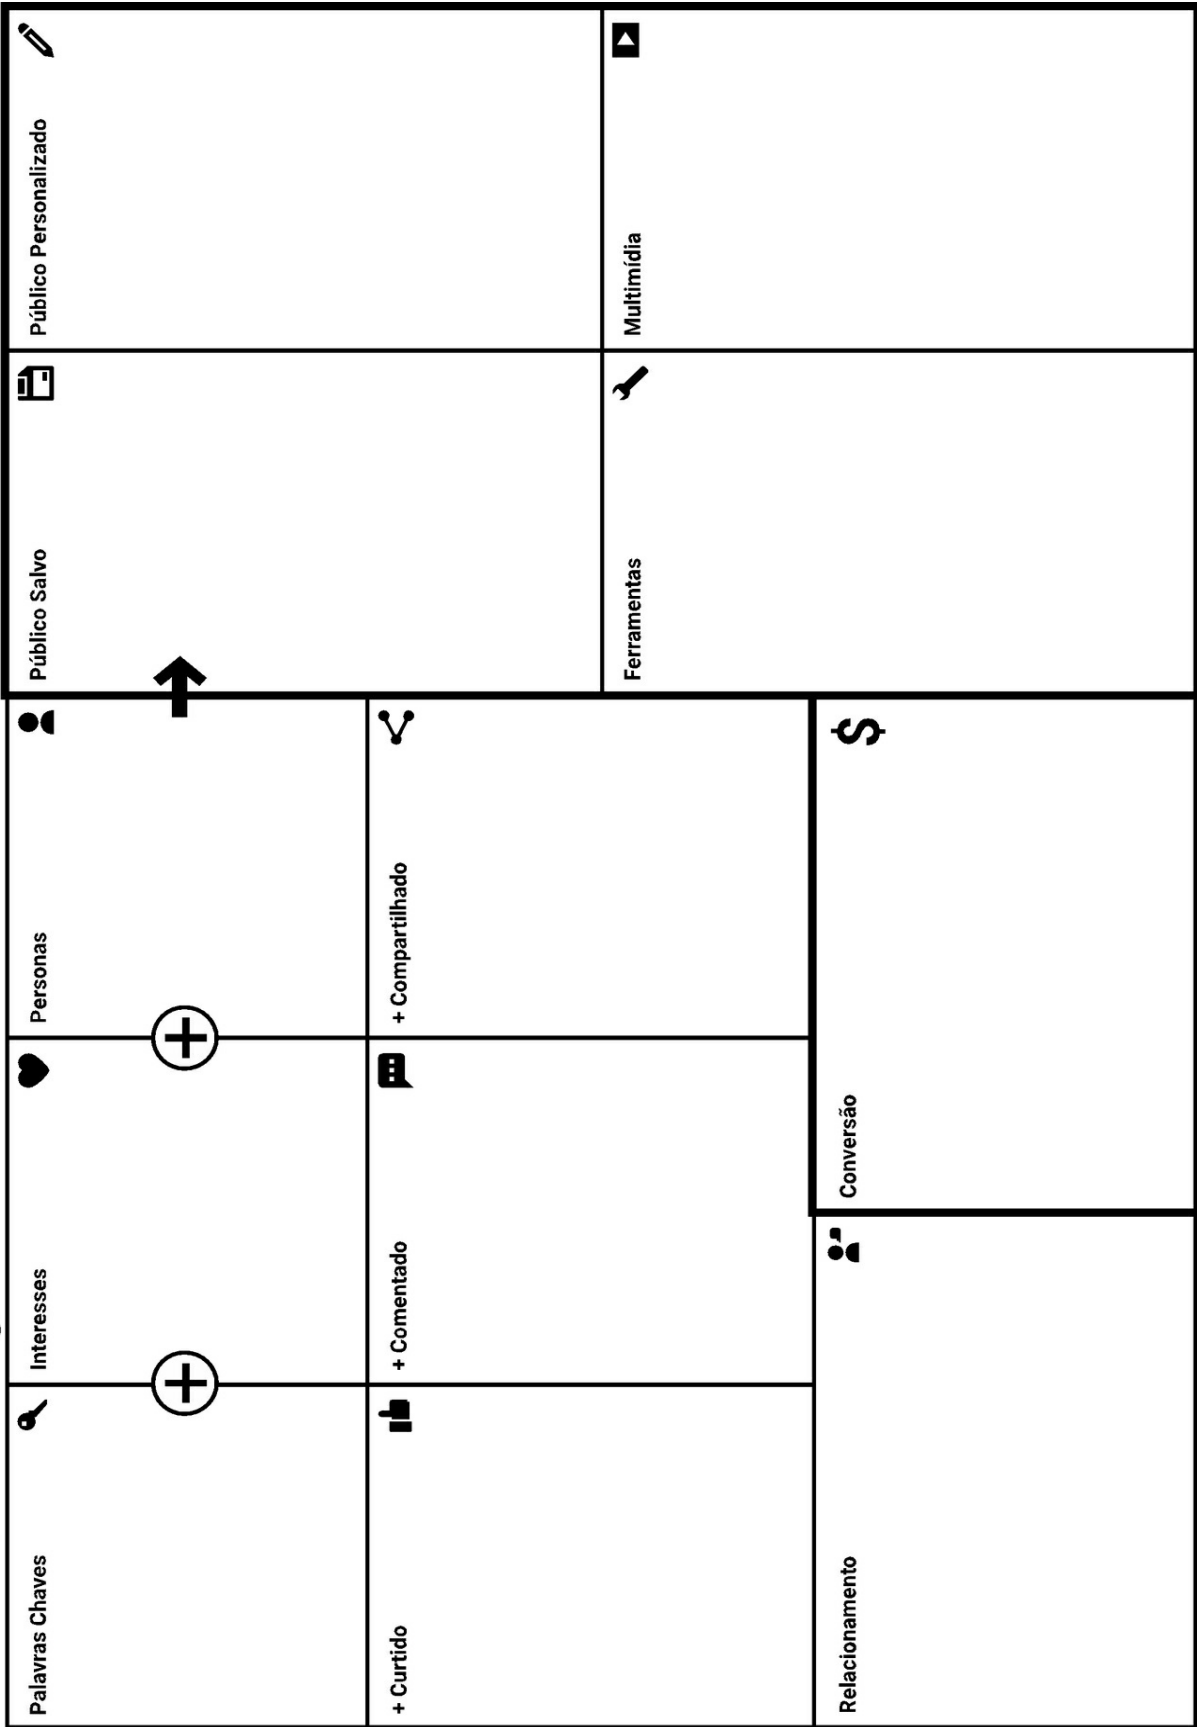 Palavras Chaves
Interesses
Personas
Público Salvo
Público Personalizado
+ Curtido
+ Comentado
+ Compartilhado
Ferramentas
Multimídia
Relacionamento
Conversão